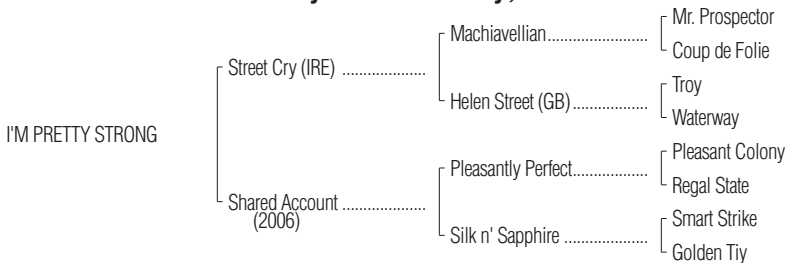 Mr. Prospector
Machiavellian....................
Coup de Folie
Street Cry (IRE) ....................
Troy
Helen Street (GB)..................
Waterway
I'M PRETTY STRONG
Pleasant Colony
Pleasantly Perfect..................
Regal State
Shared Account ....................
(2006)
Smart Strike
Silk n' Sapphire ....................
Golden Tiy